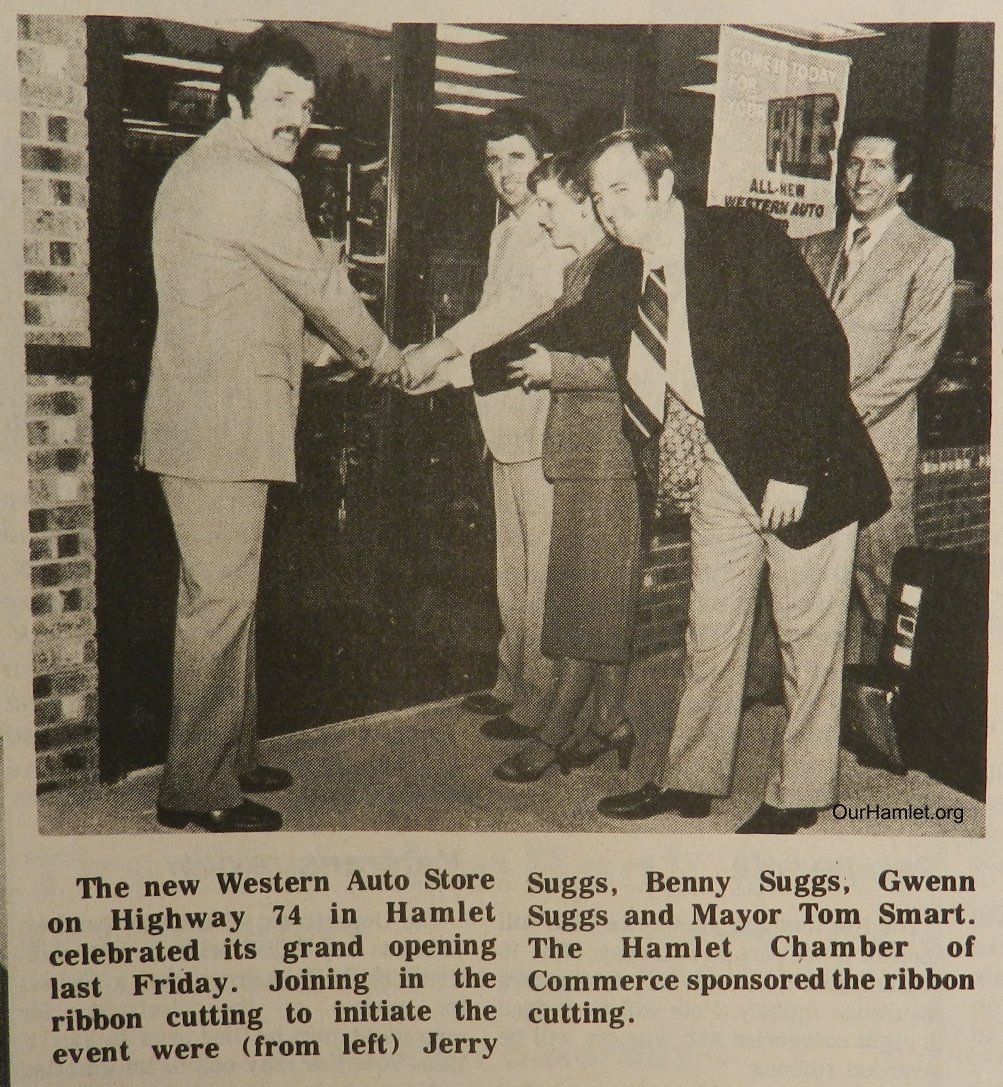 COME IN TODAY
FREE
ALL-NEW
WESTERN AUTO
OurHamlet.org
The new Western Auto Store
on Highway 74 in Hamlet
celebrated its grand opening
last Friday. Joining in the
ribbon cutting to initiate the
event were (from left) Jerry
Suggs, Benny Suggs, Gwenn
Suggs and Mayor Tom Smart.
The Hamlet Chamber of
Commerce sponsored the ribbon
cutting.